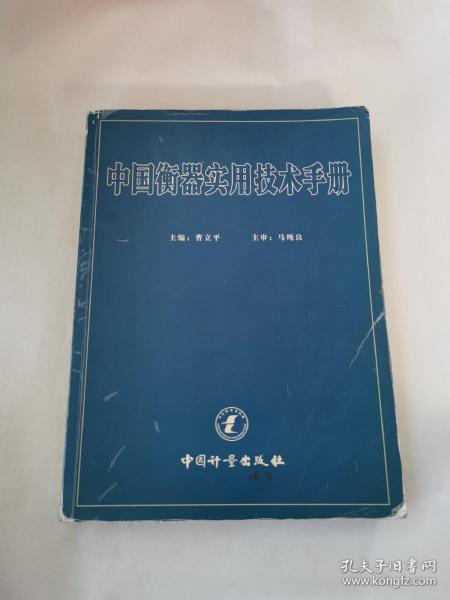 中国衡器实用技术手册
主编：曹立平 主审：马纯良
中国计量出版社
孔夫子旧书网
www.kongfz.com